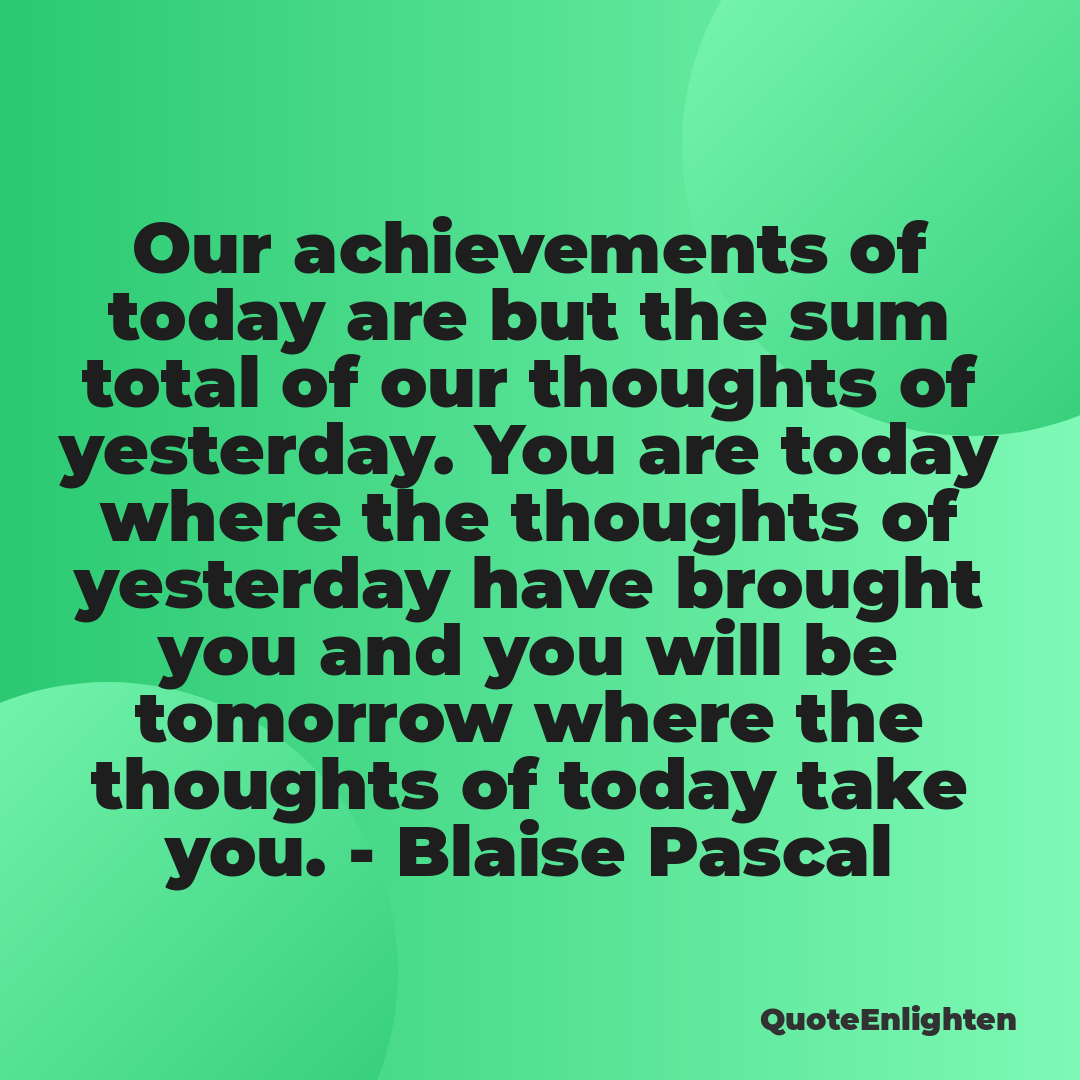 Our achievements of
today are but the sum
total of our thoughts of
yesterday. You are today
where the thoughts of
yesterday have brought
you and you will be
tomorrow where the
thoughts of today take
you. - Blaise Pascal
QuoteEnlighten